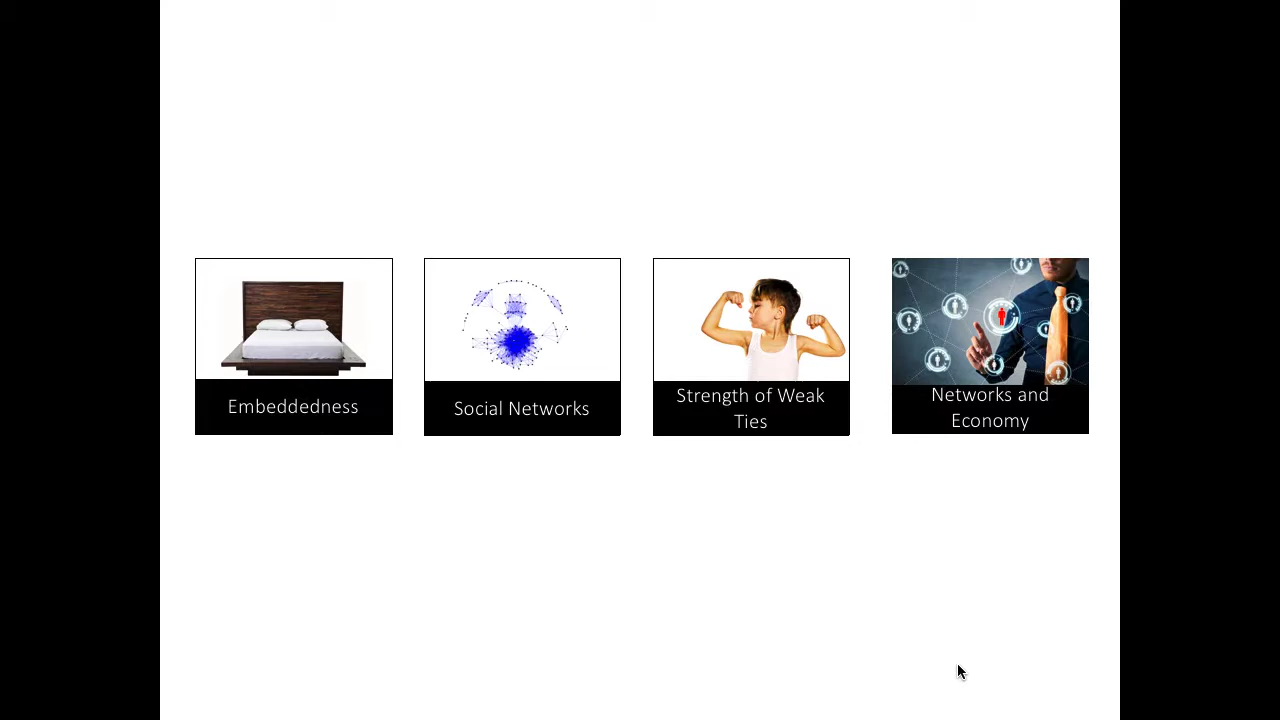 Embeddedness
Social Networks
Strength of Weak
Ties
Networks and
Economy